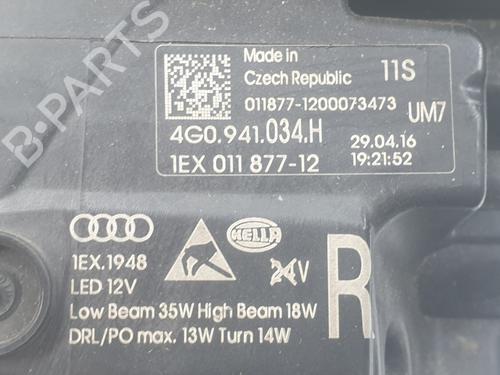 Made in
Czech Republic
11S
011877-1200073473
UM7
4G0.941.034.H
29.04.16
1EX 011 877-12
19:21:52
HELLA
1EX.1948
24V
LED 12V
R
Low Beam 35W High Beam 18W
DRL/PO max. 13W Turn 14W